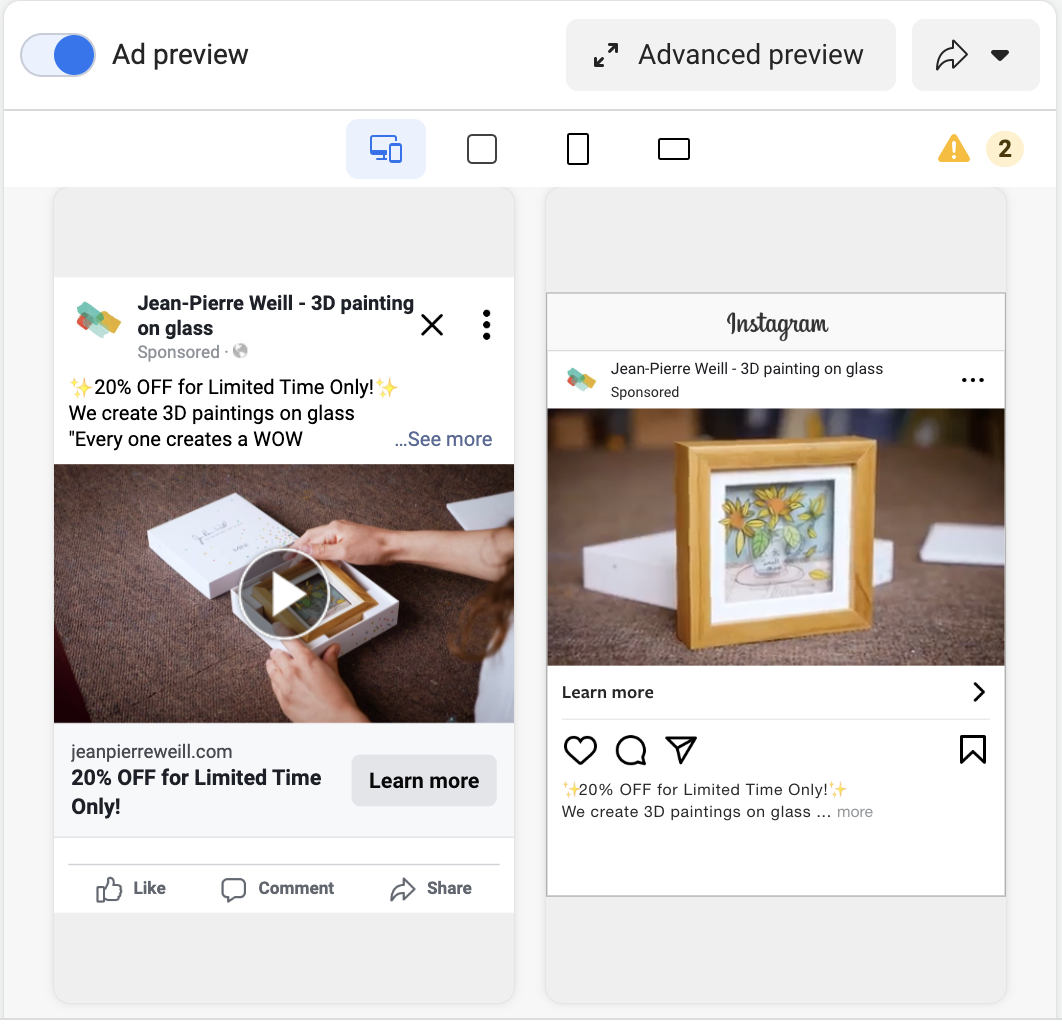 Ad preview
Advanced preview
2
Jean-Pierre Weill - 3D painting
on glass
Sponsored ·
✨20% OFF for Limited Time Only!✨
We create 3D paintings on glass
"Every one creates a WOW
...See more
jeanpierreweill.com
20% OFF for Limited Time
Only!
Learn more
Like
Comment
Share
Instagram
Jean-Pierre Weill - 3D painting on glass
Sponsored
Learn more
✨20% OFF for Limited Time Only!✨
We create 3D paintings on glass ... more